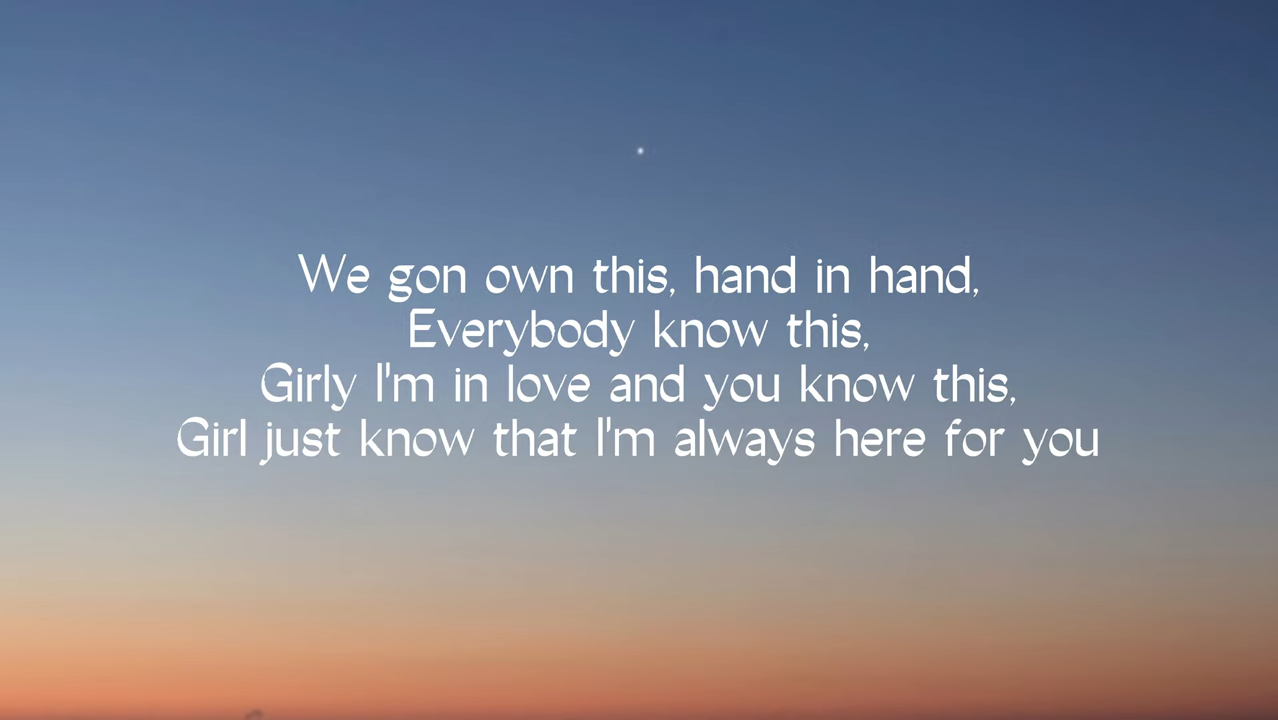 We gon own this, hand in hand,
Everybody know this,
Girly I'm in love and you know this,
Girl just know that I'm always here for you